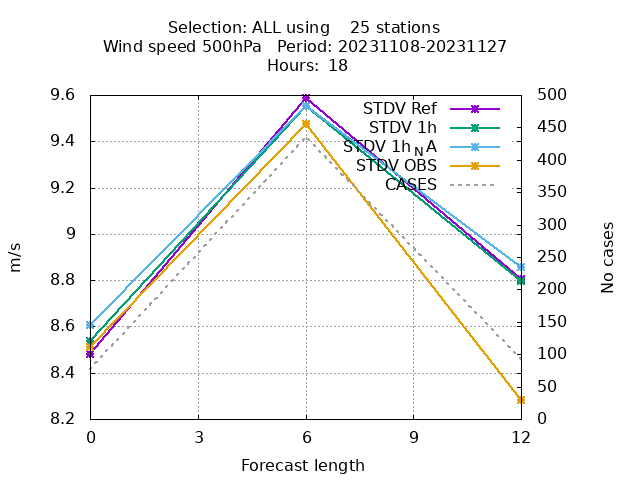 Selection: ALL using    25 stations
Wind speed 500hPa   Period: 20231108-20231127
Hours: 18
9.6
9.4
9.2
9
8.8
8.6
8.4
8.2
m/s
STDV Ref
STDV 1h
STDV 1h_NA
STDV OBS
CASES
500
450
400
350
300
250
200
150
100
50
0
No cases
0
3
6
9
12
Forecast length